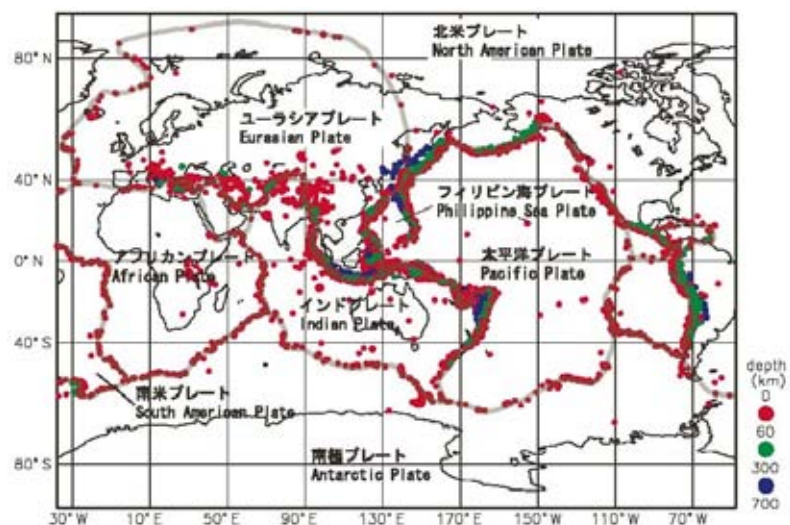 北米プレート
North American Plate
80° N
ユーラシアプレート
Eurasian Plate
40° N
フィリピン海プレート
Philippine Sea Plate
アフリカンプレート
African Plate
太平洋プレート
Pacific Plate
0° N
インドプレート
Indian Plate
40° S
南米プレート
South American Plate
南極プレート
Antarctic Plate
80° S
30° W
10° E
50° E
90° E
130° E
170° E
150° W
110° W
70° W
depth
(km)
0
60
300
700